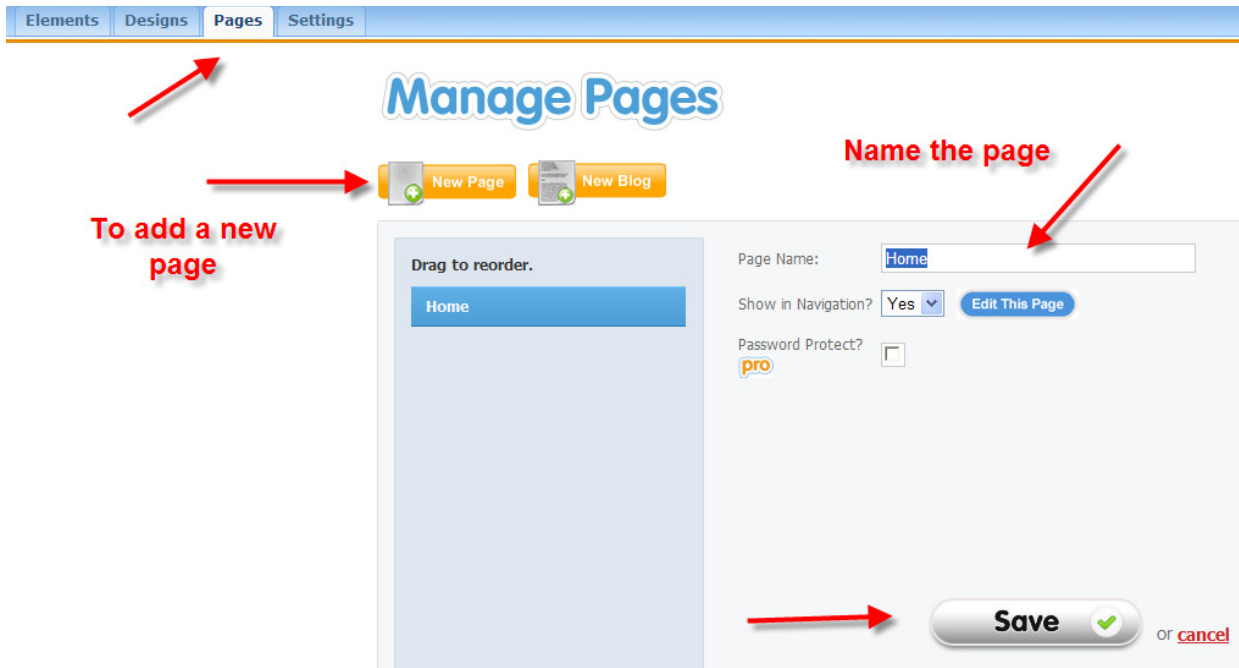 Elements Designs Pages Settings
Manage Pages
Name the page
New Page New Blog
To add a new
page
Drag to reorder.
Home
Page Name: Home
Show in Navigation? Yes Edit This Page
Password Protect?
pro
Save or cancel